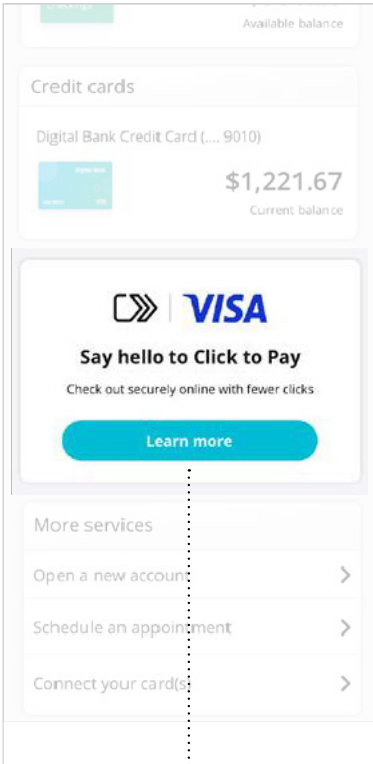 Available balance
Credit cards
Digital Bank Credit Card (.... 9010)
$1,221.67
Current balance
VISA
Say hello to Click to Pay
Check out securely online with fewer clicks
Learn more
More services
Open a new account
Schedule an appointment
Connect your card(s)